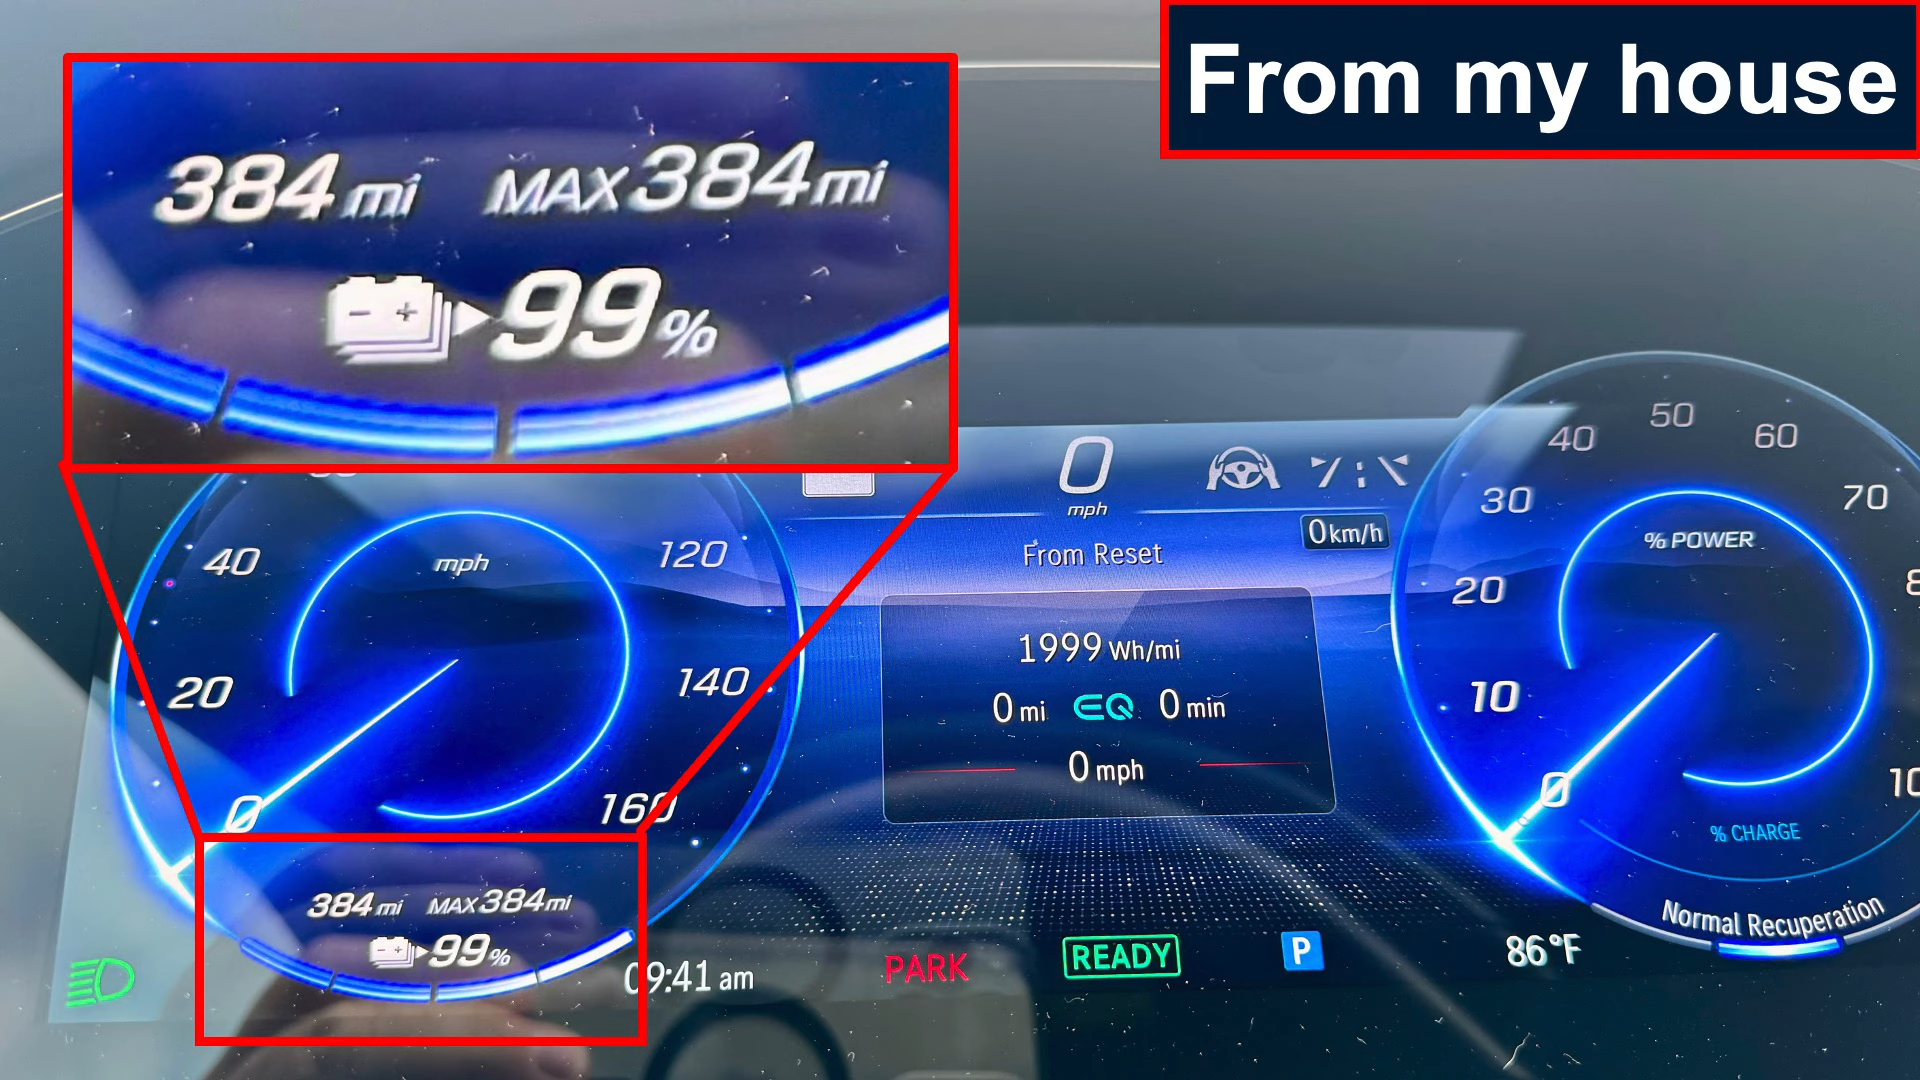 From my house
384 mi MAX 384 mi
99%
0
mph
0 km/h
From Reset
1999 Wh/mi
0 mi EQ 0 min
0 mph
mph
0
20
40
120
140
160
% POWER
0
10
20
30
40
50
60
70
% CHARGE
Normal Recuperation
384 mi MAX 384 mi
99%
09:41 am
PARK
READY
P
86°F